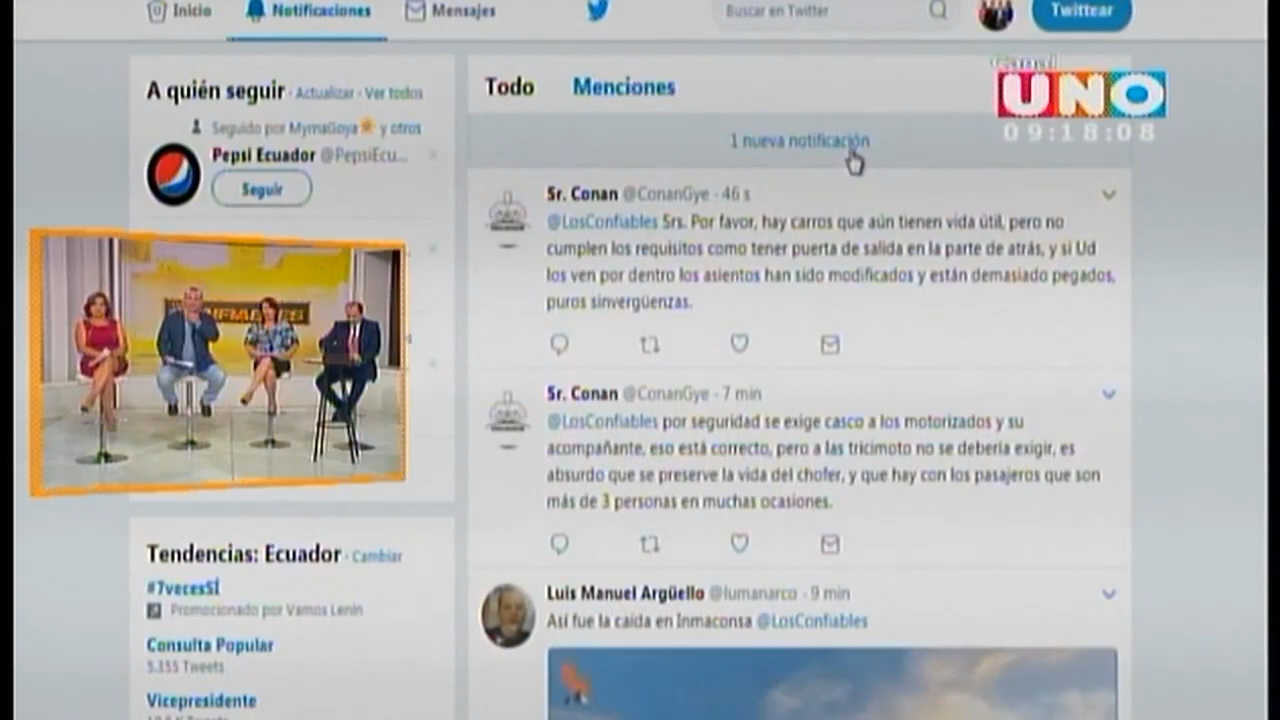 Inicio
Notificaciones
Mensajes
Buscar en Twitter
Twittear
Canal
UNO
09:18:08
A quién seguir · Actualizar · Ver todos
Seguido por MymaGoya y otros
Pepsi Ecuador @PepsiEcu...
Seguir
Todo
Menciones
1 nueva notificación
Sr. Conan @ConanGye · 46 s
@LosConfiables Srs. Por favor, hay carros que aún tienen vida útil, pero no
cumplen los requisitos como tener puerta de salida en la parte de atrás, y si Ud
los ven por dentro los asientos han sido modificados y están demasiado pegados,
puros sinvergüenzas.
Sr. Conan @ConanGye · 7 min
@LosConfiables por seguridad se exige casco a los motorizados y su
acompañante, eso está correcto, pero a las tricimoto no se debería exigir, es
absurdo que se preserve la vida del chofer, y que hay con los pasajeros que son
más de 3 personas en muchas ocasiones.
Luis Manuel Argüello @lumanarco · 9 min
Así fue la caída en Inmaconsa @LosConfiables
Tendencias: Ecuador · Cambiar
#7vecesSÍ
Promocionado por Vamos Lenin
Consulta Popular
5.155 Tweets
Vicepresidente